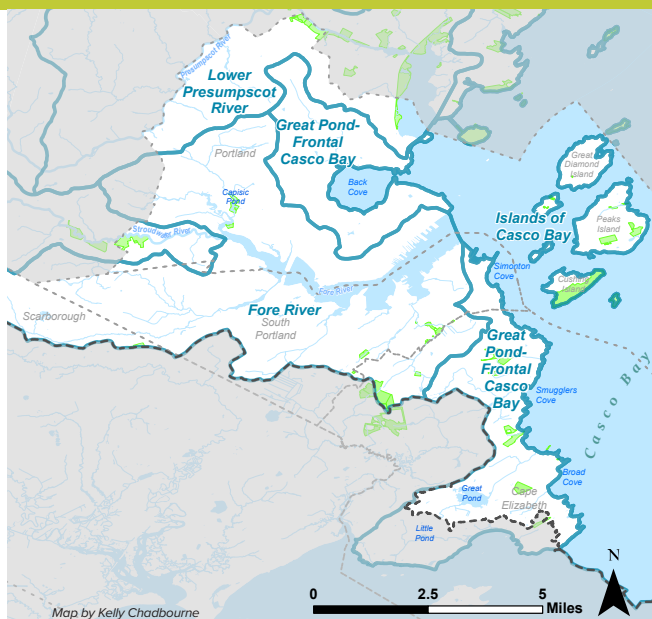 Presumpscot River
Lower
Presumpscot
River
Great Pond-
Frontal
Casco Bay
Portland
Back
Cove
Capisic
Pond
Stroudwater River
Great
Diamond
Island
Islands of
Casco Bay
Peaks
Island
Simonton
Cove
Cushing
Island
Fore River
Fore River
South
Portland
Scarborough
Great
Pond-
Frontal
Casco
Bay
Smugglers
Cove
Casco Bay
Broad
Cove
Great
Pond
Cape
Elizabeth
Little
Pond
N
0 2.5 5
Miles
Map by Kelly Chadbourne